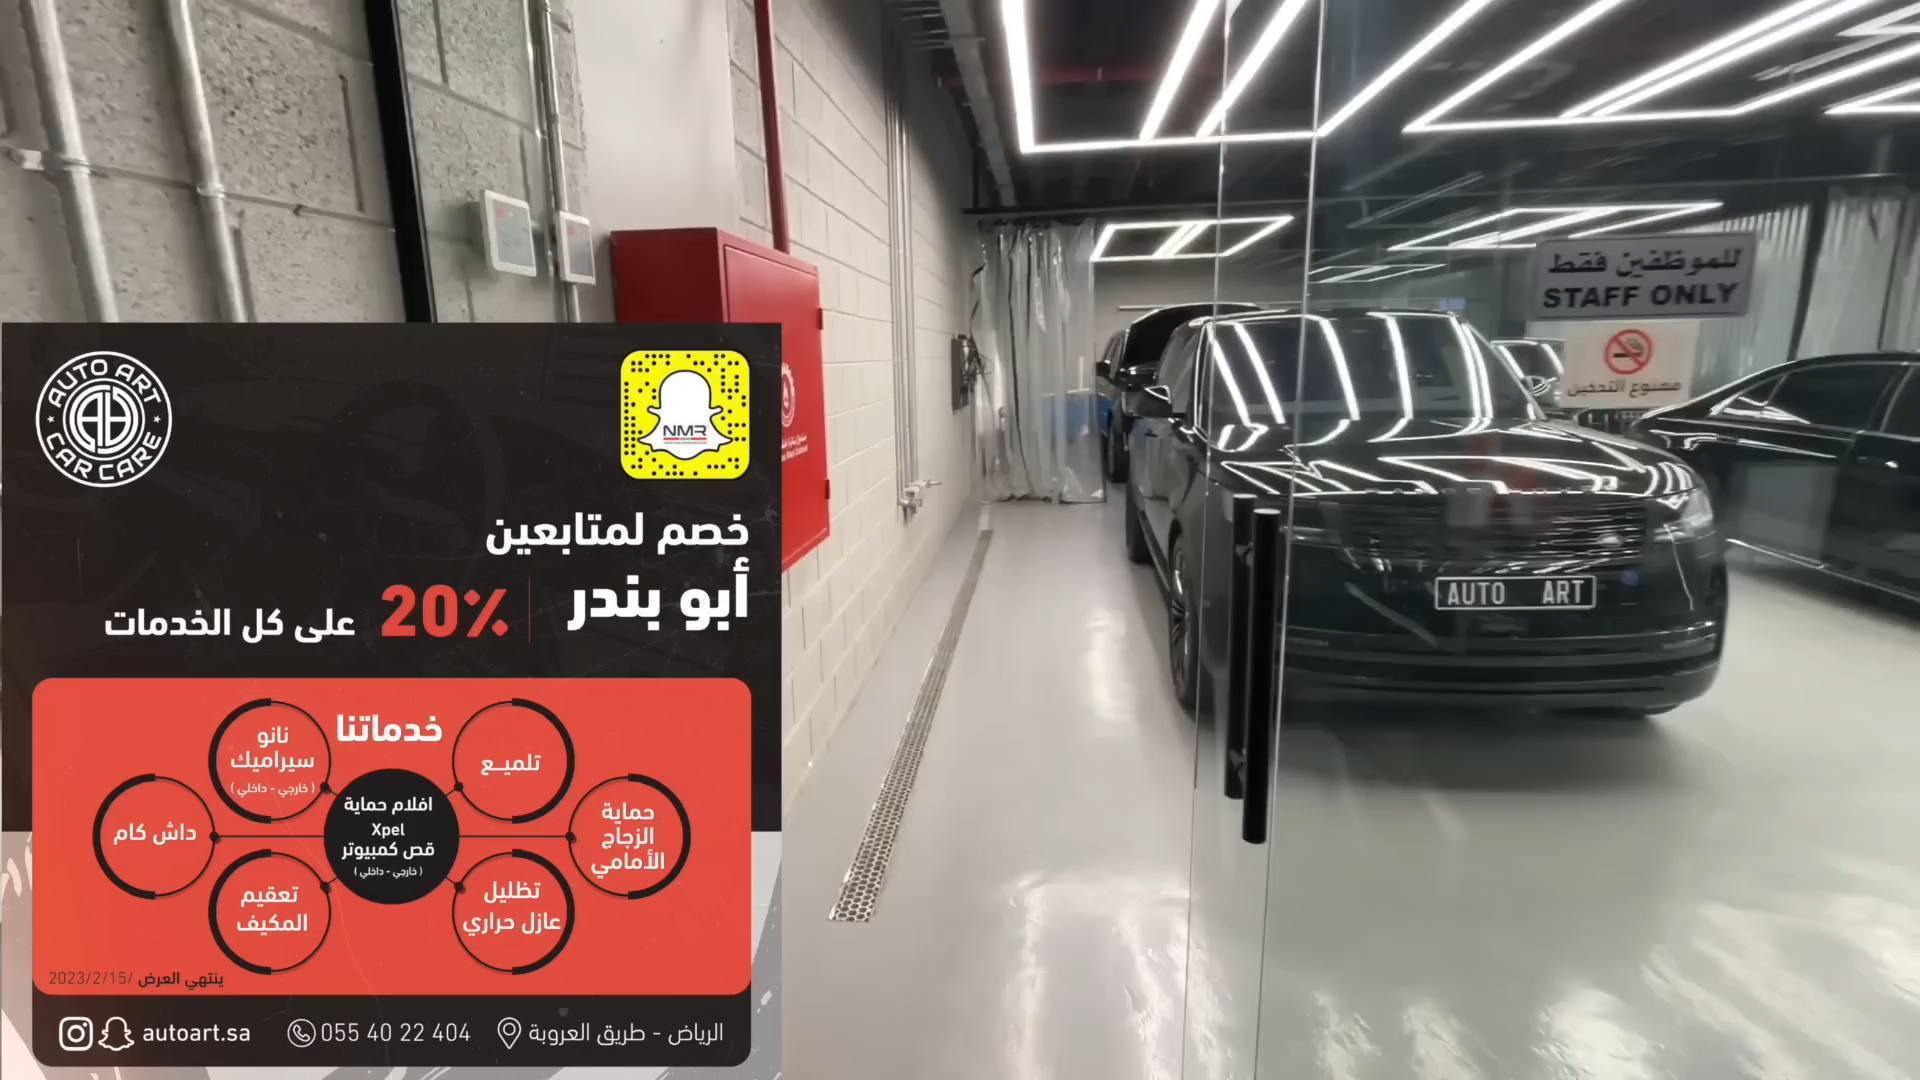 AUTO ART
CAR CARE
NMR
خصم لمتابعين
أبو بندر
20٪ على كل الخدمات
خدماتنا
نانو
سيراميك
( خارجي - داخلي )
تلميــع
داش كام
افلام حماية
Xpel
قص كمبيوتر
( خارجي - داخلي )
حماية
الزجاج
الأمامي
تعقيم
المكيف
تظليل
عازل حراري
ينتهي العرض /2023/2/15
الرياض - طريق العروبة
055 40 22 404
autoart.sa
للموظفين فقط
STAFF ONLY
ممنوع التدخين
AUTO ART